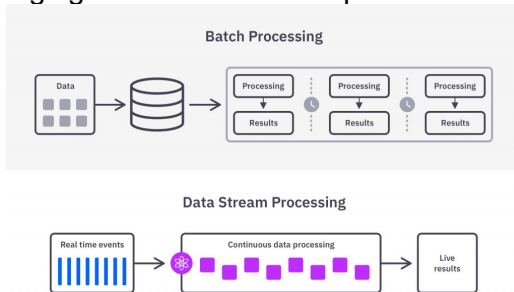 Batch Processing
Data
Processing
Processing
Processing
Results
Results
Results
Data Stream Processing
Real time events
Continuous data processing
Live
results